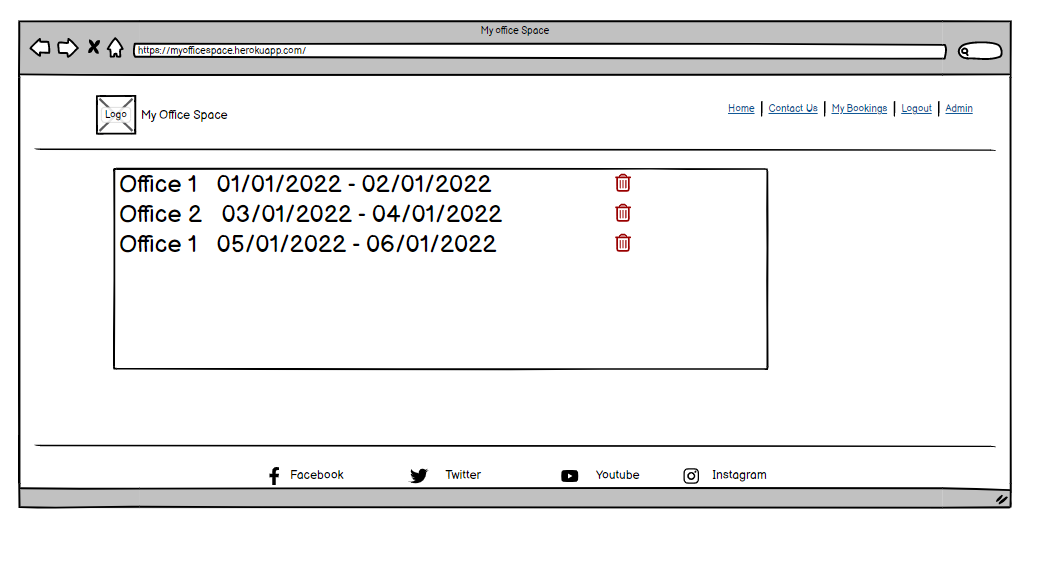 My office Space
https://myofficespace.herokuapp.com/
Logo My Office Space
Home Contact Us My Bookings Logout Admin
Office 1 01/01/2022 - 02/01/2022
Office 2 03/01/2022 - 04/01/2022
Office 1 05/01/2022 - 06/01/2022
Facebook Twitter Youtube Instagram